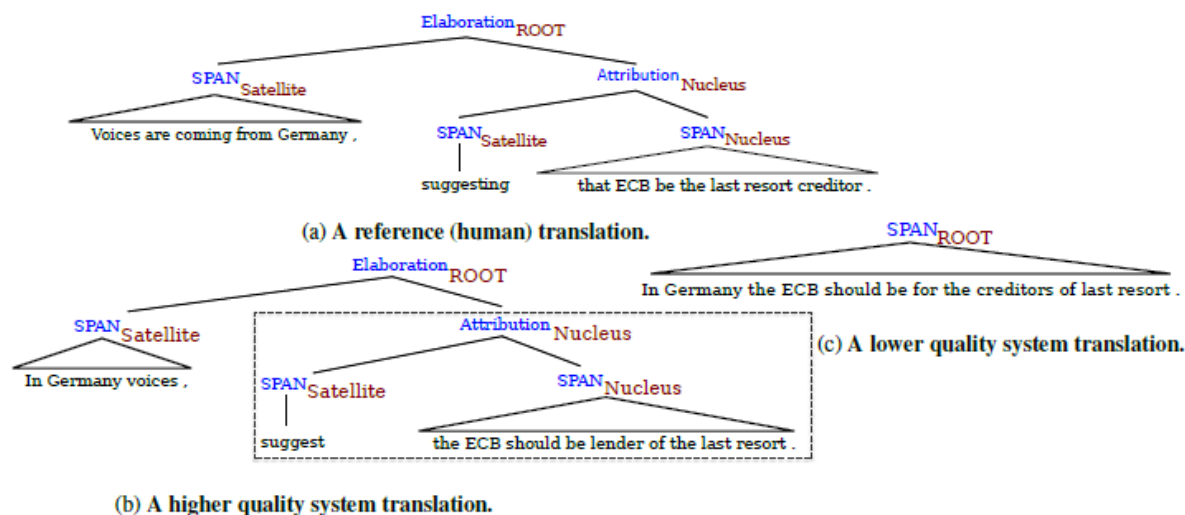 Elaboration ROOT
SPAN Satellite Attribution Nucleus
Voices are coming from Germany ,
SPAN Satellite SPAN Nucleus
suggesting that ECB be the last resort creditor .
(a) A reference (human) translation.
SPAN ROOT
In Germany the ECB should be for the creditors of last resort .
(c) A lower quality system translation.
Elaboration ROOT
SPAN Satellite Attribution Nucleus
In Germany voices ,
SPAN Satellite SPAN Nucleus
suggest the ECB should be lender of the last resort .
(b) A higher quality system translation.